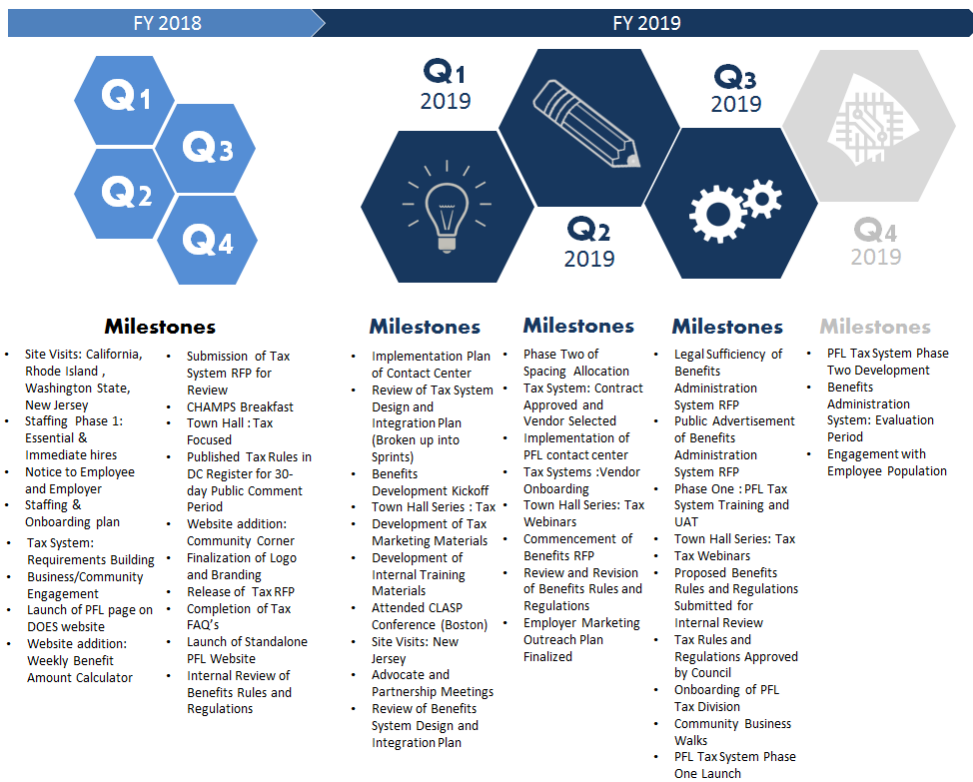 FY 2018
FY 2019
Q1
Q3
Q2
Q4
Q1
2019
Q2
2019
Q3
2019
Q4
2019
Milestones
• Site Visits: California,
Rhode Island ,
Washington State,
New Jersey
• Staffing Phase 1:
Essential &
Immediate hires
• Notice to Employee
and Employer
• Staffing &
Onboarding plan
• Tax System:
Requirements Building
• Business/Community
Engagement
• Launch of PFL page on
DOES website
• Website addition:
Weekly Benefit
Amount Calculator
• Submission of Tax
System RFP for
Review
• CHAMPS Breakfast
• Town Hall : Tax
Focused
• Published Tax Rules in
DC Register for 30-
day Public Comment
Period
• Website addition:
Community Corner
• Finalization of Logo
and Branding
• Release of Tax RFP
• Completion of Tax
FAQ's
• Launch of Standalone
PFL Website
• Internal Review of
Benefits Rules and
Regulations
Milestones
• Implementation Plan
of Contact Center
• Review of Tax System
Design and
Integration Plan
(Broken up into
Sprints)
• Benefits
Development Kickoff
• Town Hall Series : Tax
• Development of Tax
Marketing Materials
• Development of
Internal Training
Materials
• Attended CLASP
Conference (Boston)
• Site Visits: New
Jersey
• Advocate and
Partnership Meetings
• Review of Benefits
System Design and
Integration Plan
Milestones
• Phase Two of
Spacing Allocation
• Tax System: Contract
Approved and
Vendor Selected
• Implementation of
PFL contact center
• Tax Systems :Vendor
Onboarding
• Town Hall Series: Tax
Webinars
• Commencement of
Benefits RFP
• Review and Revision
of Benefits Rules and
Regulations
• Employer Marketing
Outreach Plan
Finalized
Milestones
• Legal Sufficiency of
Benefits
Administration
System RFP
• Public Advertisement
of Benefits
Administration
System RFP
• Phase One : PFL Tax
System Training and
UAT
• Town Hall Series: Tax
• Tax Webinars
• Proposed Benefits
Rules and Regulations
Submitted for
Internal Review
• Tax Rules and
Regulations Approved
by Council
• Onboarding of PFL
Tax Division
• Community Business
Walks
• PFL Tax System Phase
One Launch
Milestones
• PFL Tax System Phase
Two Development
• Benefits
Administration
System: Evaluation
Period
• Engagement with
Employee Population